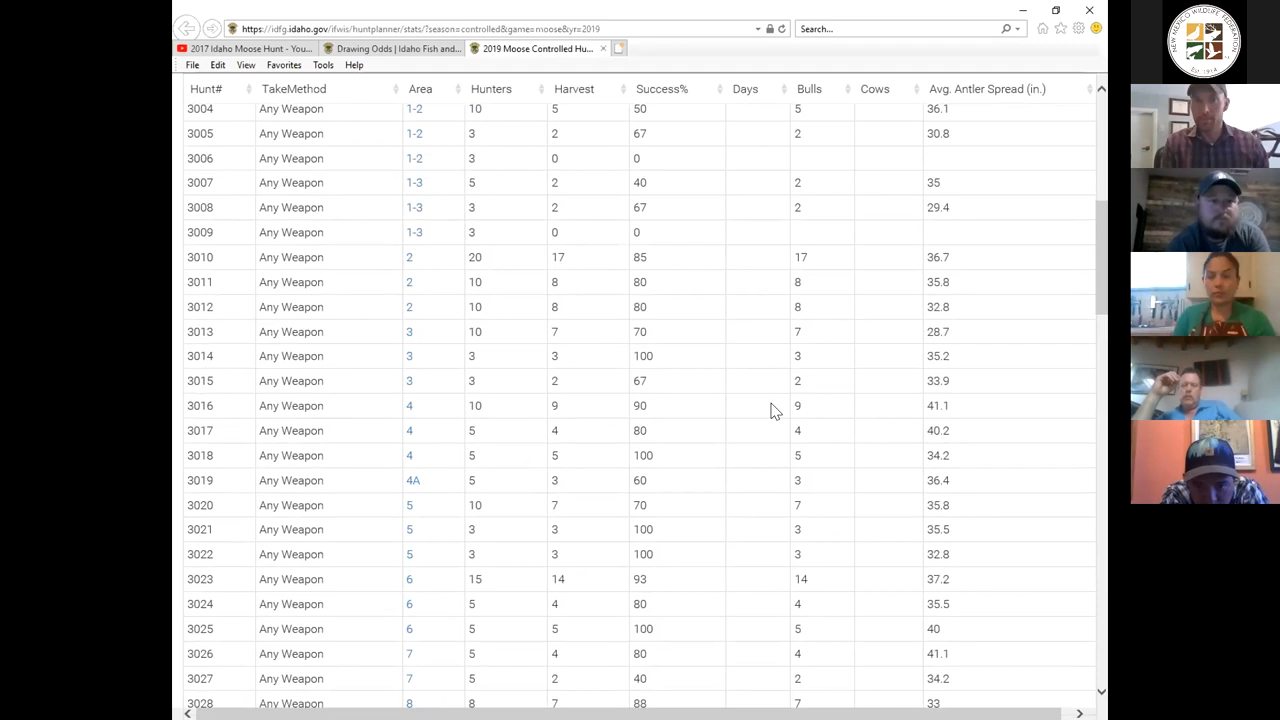 https://idfg.idaho.gov/ifwis/huntplanner/stats/?season=controlled&game=moose&yr=2019 Search...
2017 Idaho Moose Hunt - You... Drawing Odds | Idaho Fish and... 2019 Moose Controlled Hu...
File Edit View Favorites Tools Help
Hunt# TakeMethod Area Hunters Harvest Success% Days Bulls Cows Avg. Antler Spread (in.)
3004 Any Weapon 1-2 10 5 50 5 36.1
3005 Any Weapon 1-2 3 2 67 2 30.8
3006 Any Weapon 1-2 3 0 0
3007 Any Weapon 1-3 5 2 40 2 35
3008 Any Weapon 1-3 3 2 67 2 29.4
3009 Any Weapon 1-3 3 0 0
3010 Any Weapon 2 20 17 85 17 36.7
3011 Any Weapon 2 10 8 80 8 35.8
3012 Any Weapon 2 10 8 80 8 32.8
3013 Any Weapon 3 10 7 70 7 28.7
3014 Any Weapon 3 3 3 100 3 35.2
3015 Any Weapon 3 3 2 67 2 33.9
3016 Any Weapon 4 10 9 90 9 41.1
3017 Any Weapon 4 5 4 80 4 40.2
3018 Any Weapon 4 5 5 100 5 34.2
3019 Any Weapon 4A 5 3 60 3 36.4
3020 Any Weapon 5 10 7 70 7 35.8
3021 Any Weapon 5 3 3 100 3 35.5
3022 Any Weapon 5 3 3 100 3 32.8
3023 Any Weapon 6 15 14 93 14 37.2
3024 Any Weapon 6 5 4 80 4 35.5
3025 Any Weapon 6 5 5 100 5 40
3026 Any Weapon 7 5 4 80 4 41.1
3027 Any Weapon 7 5 2 40 2 34.2
3028 Any Weapon 8 8 7 88 7 33
NEW MEXICO WILDLIFE FEDERATION
Est. 1914